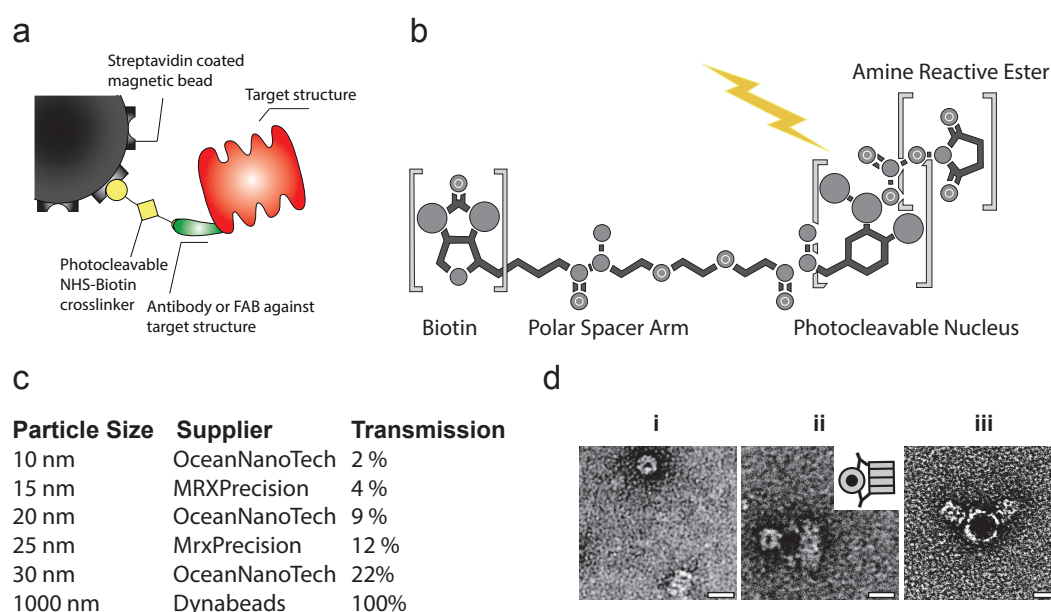 a
Streptavidin coated
magnetic bead
Target structure
Photocleavable
NHS-Biotin
crosslinker
Antibody or FAB against
target structure
b
Amine Reactive Ester
Biotin
Polar Spacer Arm
Photocleavable Nucleus
c
Particle Size Supplier Transmission
10 nm OceanNanoTech 2 %
15 nm MRXPrecision 4 %
20 nm OceanNanoTech 9 %
25 nm MrxPrecision 12 %
30 nm OceanNanoTech 22%
1000 nm Dynabeads 100%
d
i
ii
iii